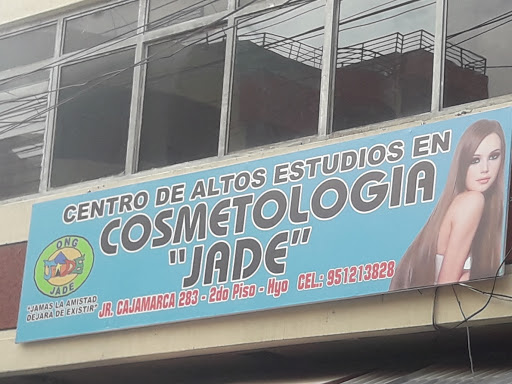 CENTRO DE ALTOS ESTUDIOS EN
COSMETOLOGIA
"JADE"
ONG
JADE
"JAMAS LA AMISTAD
DEJARA DE EXISTIR"
JR. CAJAMARCA 283 - 2do Piso - Hyo CEL: 951213828